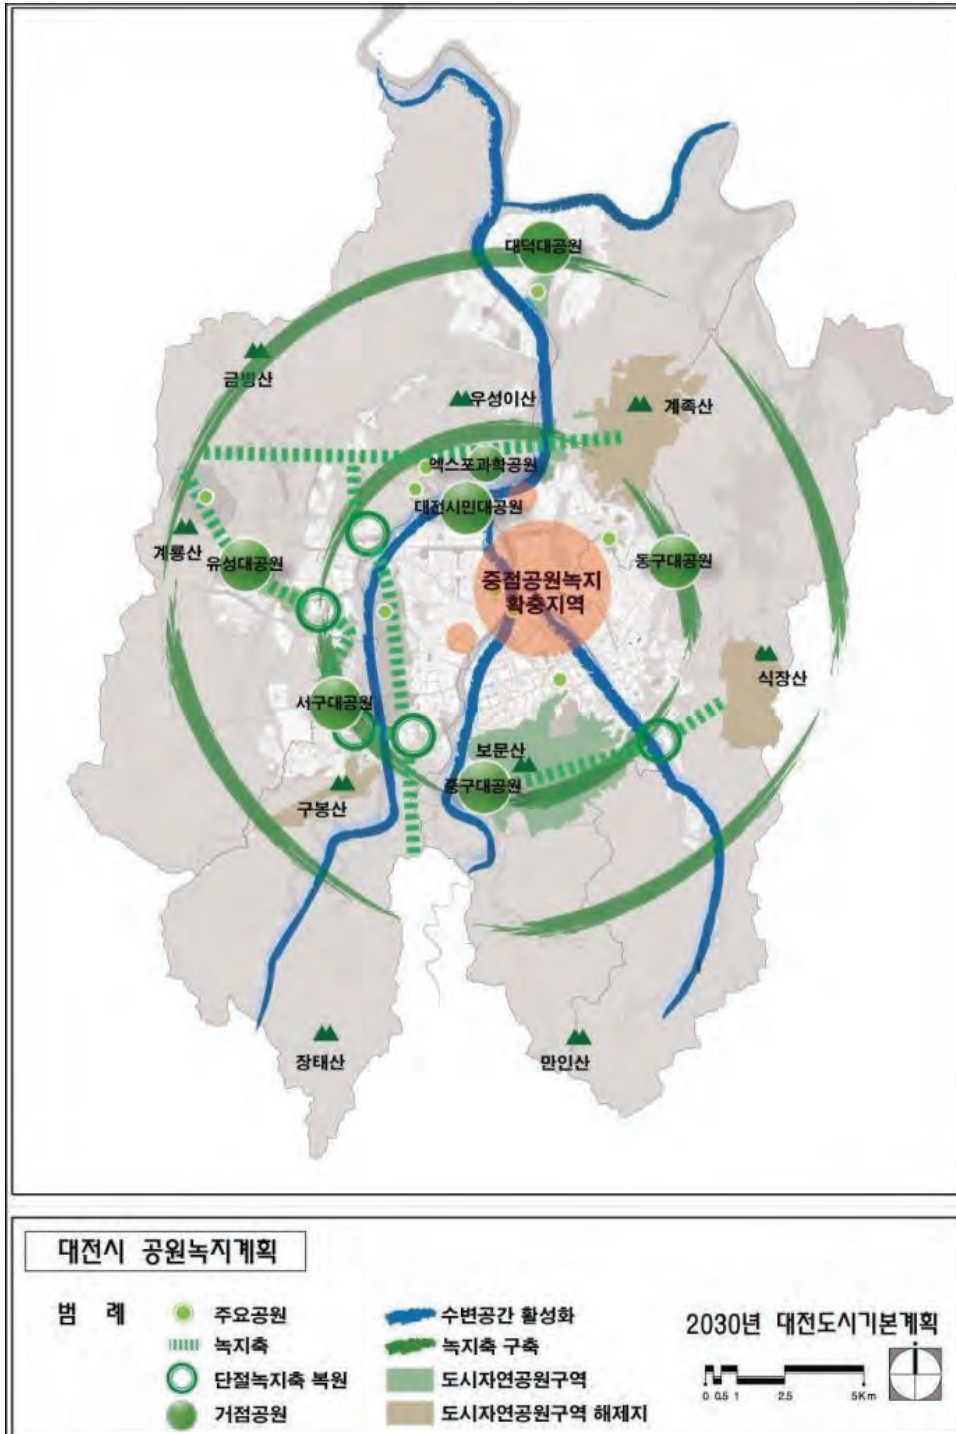 대덕대공원
금병산
우성이산
계족산
엑스포과학공원
대전시민대공원
계룡산
유성대공원
동구대공원
중점공원녹지
확충지역
식장산
서구대공원
보문산
중구대공원
구봉산
장태산
만인산
대전시 공원녹지계획
범 례
주요공원
녹지축
단절녹지축 복원
거점공원
수변공간 활성화
녹지축 구축
도시자연공원구역
도시자연공원구역 해제지
2030년 대전도시기본계획
0 0.5 1 2.5 5Km